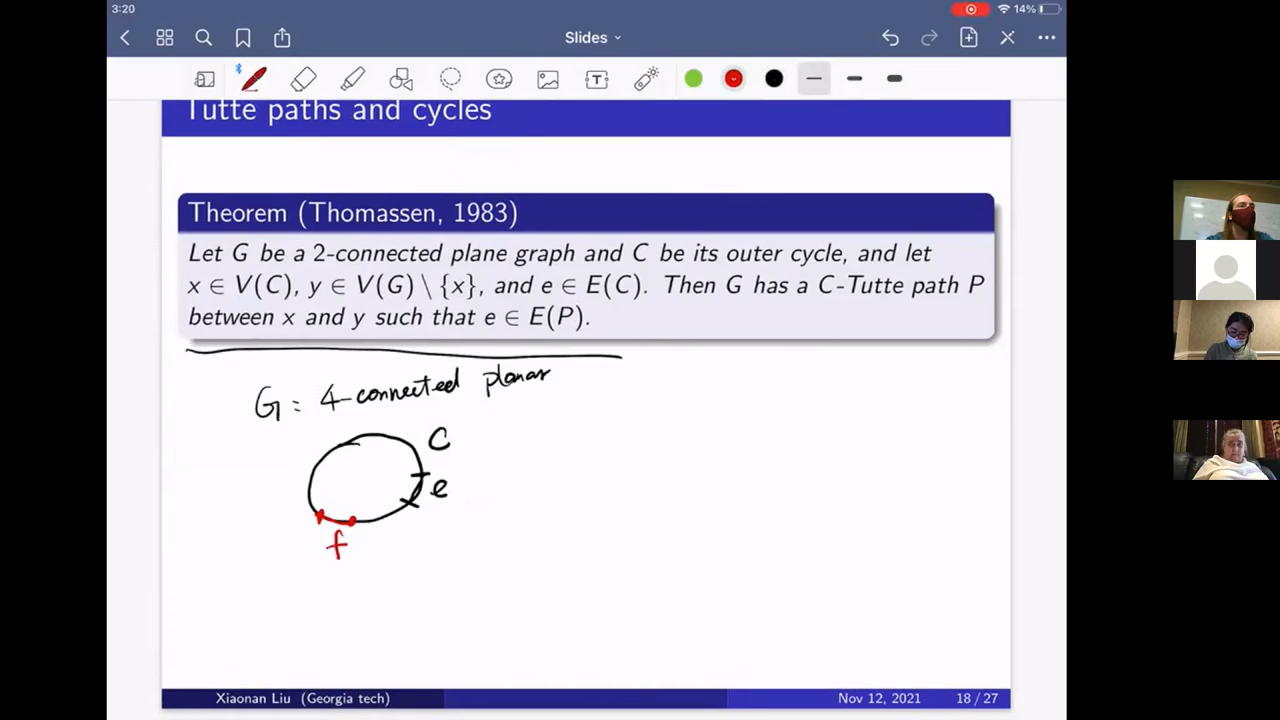 3:20
14%
Slides
T
Tutte paths and cycles
Theorem (Thomassen, 1983)
Let G be a 2-connected plane graph and C be its outer cycle, and let
x ∈ V(C), y ∈ V(G) \ {x}, and e ∈ E(C). Then G has a C-Tutte path P
between x and y such that e ∈ E(P).
G: 4-connected planar
C
e
f
Xiaonan Liu (Georgia tech)
Nov 12, 2021
18 / 27